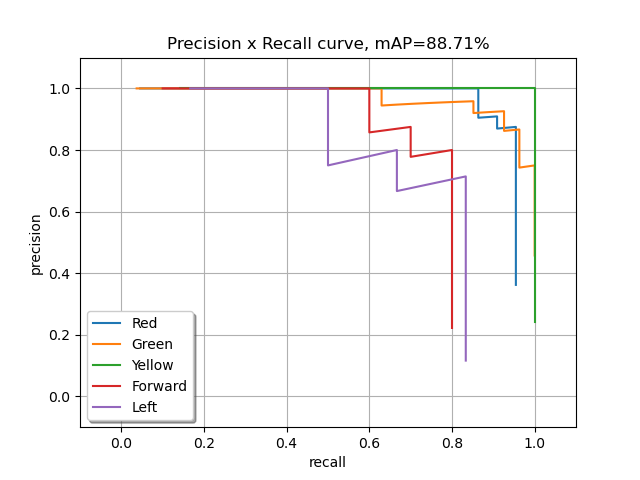 Precision x Recall curve, mAP=88.71%
precision
1.0
0.8
0.6
0.4
0.2
0.0
Red
Green
Yellow
Forward
Left
0.0 0.2 0.4 0.6 0.8 1.0
recall